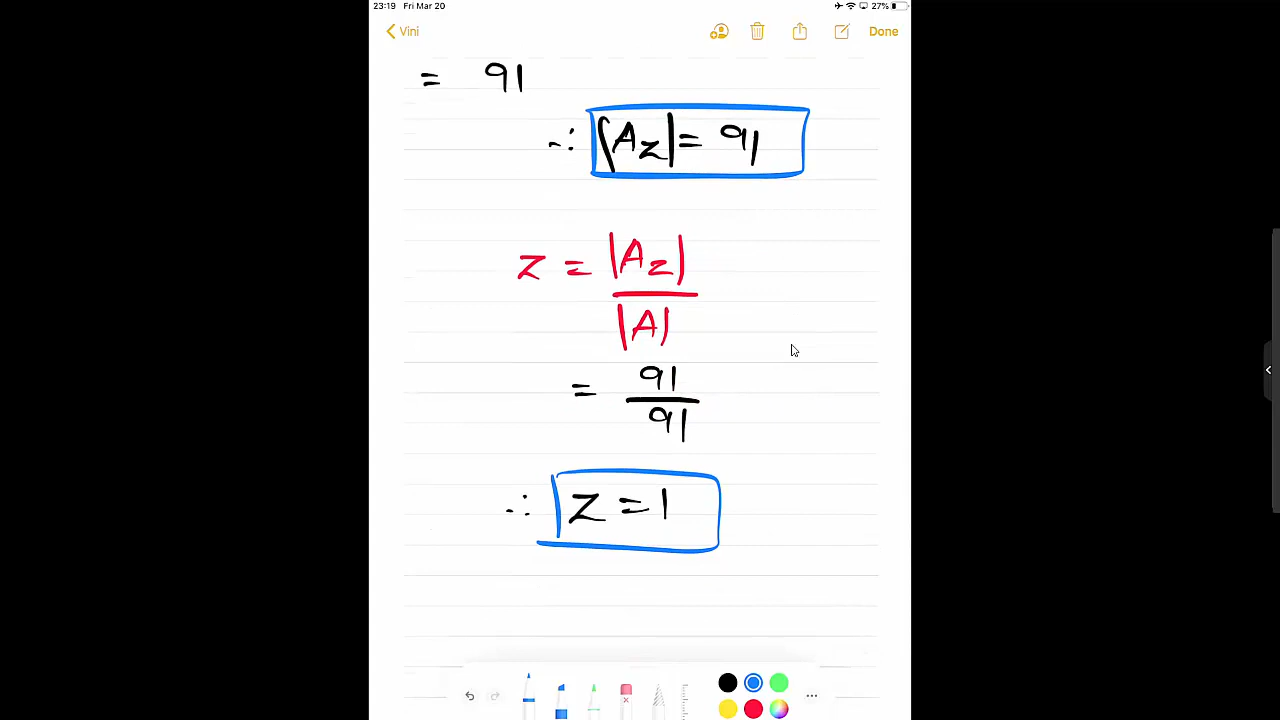 23:19 Fri Mar 20 27%
Vini Done
= 91
∴ |Az| = 91
z = |Az| / |A|
= 91 / 91
∴ z = 1